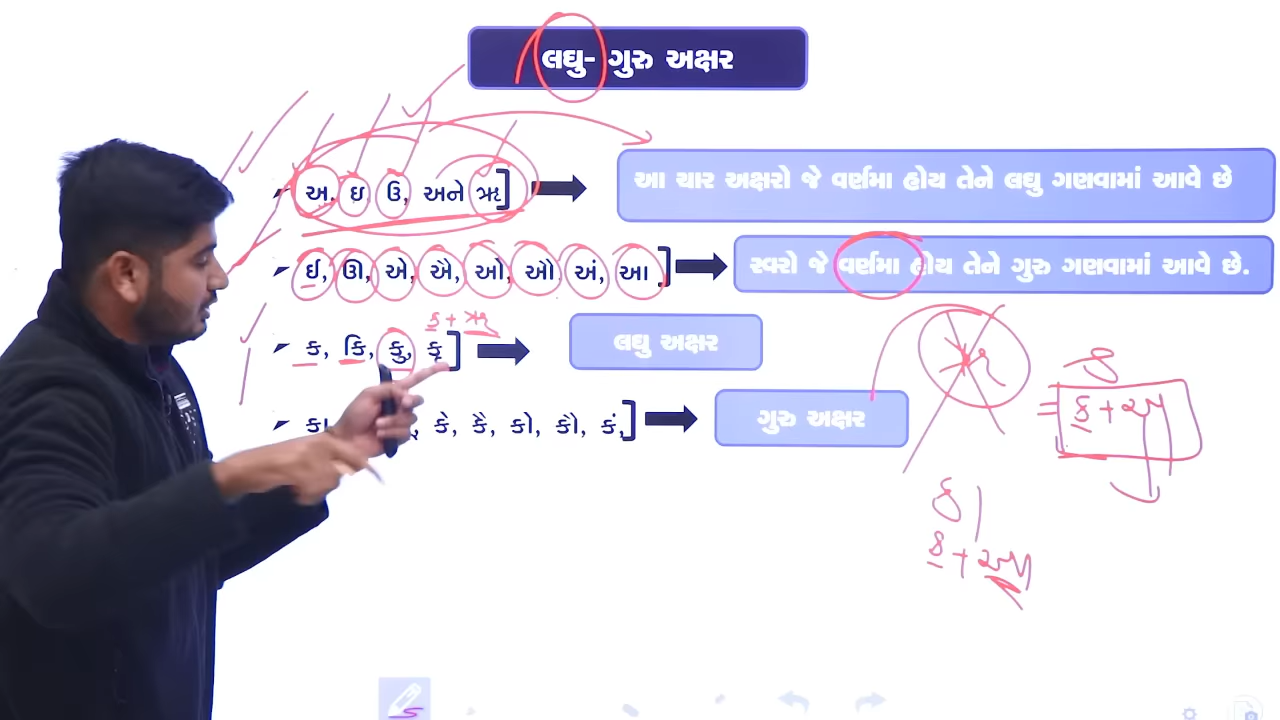 લઘુ- ગુરુ અક્ષર
અ, ઇ, ઉ, અને ઋ]
આ ચાર અક્ષરો જે વર્ણમા હોય તેને લઘુ ગણવામાં આવે છે
ઈ, ઊ, એ, ઐ, ઓ, ઔ, અં, આ]
સ્વરો જે વર્ણમા હોય તેને ગુરુ ગણવામાં આવે છે.
ક + ઋ
ક, કિ, કુ, કૃ]
લઘુ અક્ષર
કા, કે, કૈ, કો, કૌ, કં,]
ગુરુ અક્ષર
ક
= ક + અ
ક + અ